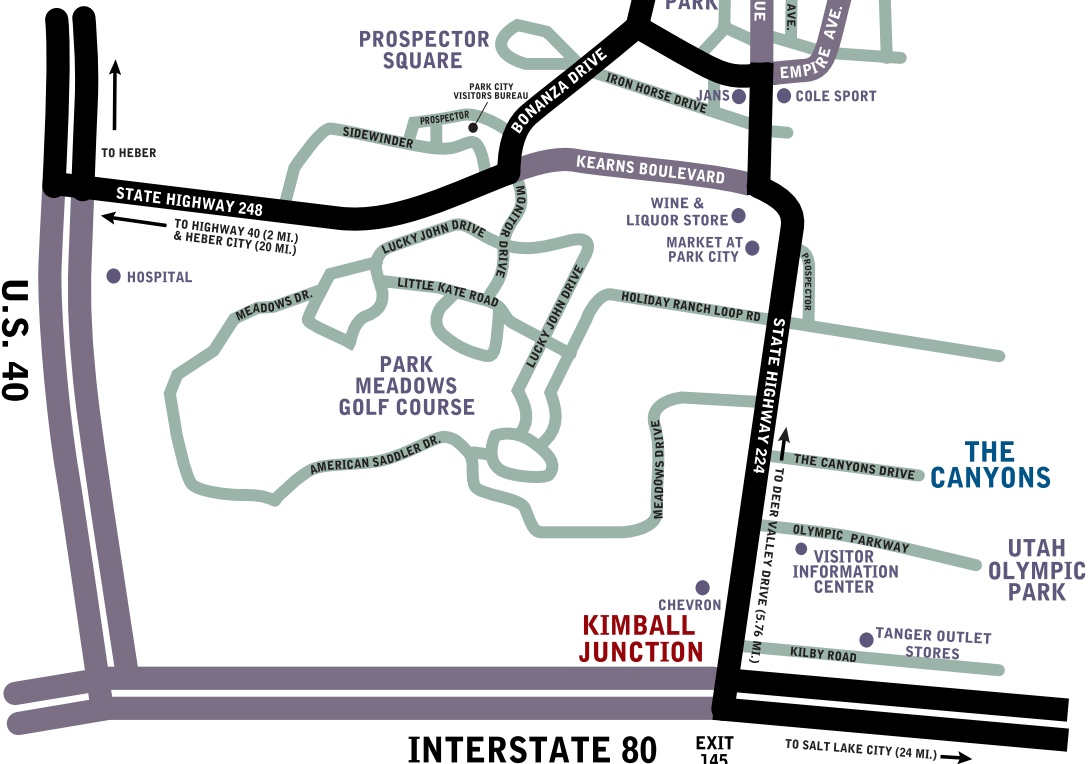 PARK
UE
AVE.
EMPIRE AVE.
PROSPECTOR
SQUARE
BONANZA DRIVE
IRON HORSE DRIVE
JANS
COLE SPORT
PARK CITY
VISITORS BUREAU
PROSPECTOR
SIDEWINDER
TO HEBER
KEARNS BOULEVARD
STATE HIGHWAY 248
TO HIGHWAY 40 (2 MI.)
& HEBER CITY (20 MI.)
MONITOR DRIVE
WINE &
LIQUOR STORE
MARKET AT
PARK CITY
LUCKY JOHN DRIVE
HOSPITAL
LITTLE KATE ROAD
MEADOWS DR.
LUCKY JOHN DRIVE
HOLIDAY RANCH LOOP RD
PROSPECTOR
U.S. 40
STATE HIGHWAY 224
PARK
MEADOWS
GOLF COURSE
AMERICAN SADDLER DR.
MEADOWS DRIVE
THE CANYONS DRIVE
THE
CANYONS
TO DEER VALLEY DRIVE (5.76 MI.)
OLYMPIC PARKWAY
VISITOR
INFORMATION
CENTER
UTAH
OLYMPIC
PARK
CHEVRON
KIMBALL
JUNCTION
TANGER OUTLET
STORES
KILBY ROAD
INTERSTATE 80
EXIT
145
TO SALT LAKE CITY (24 MI.)